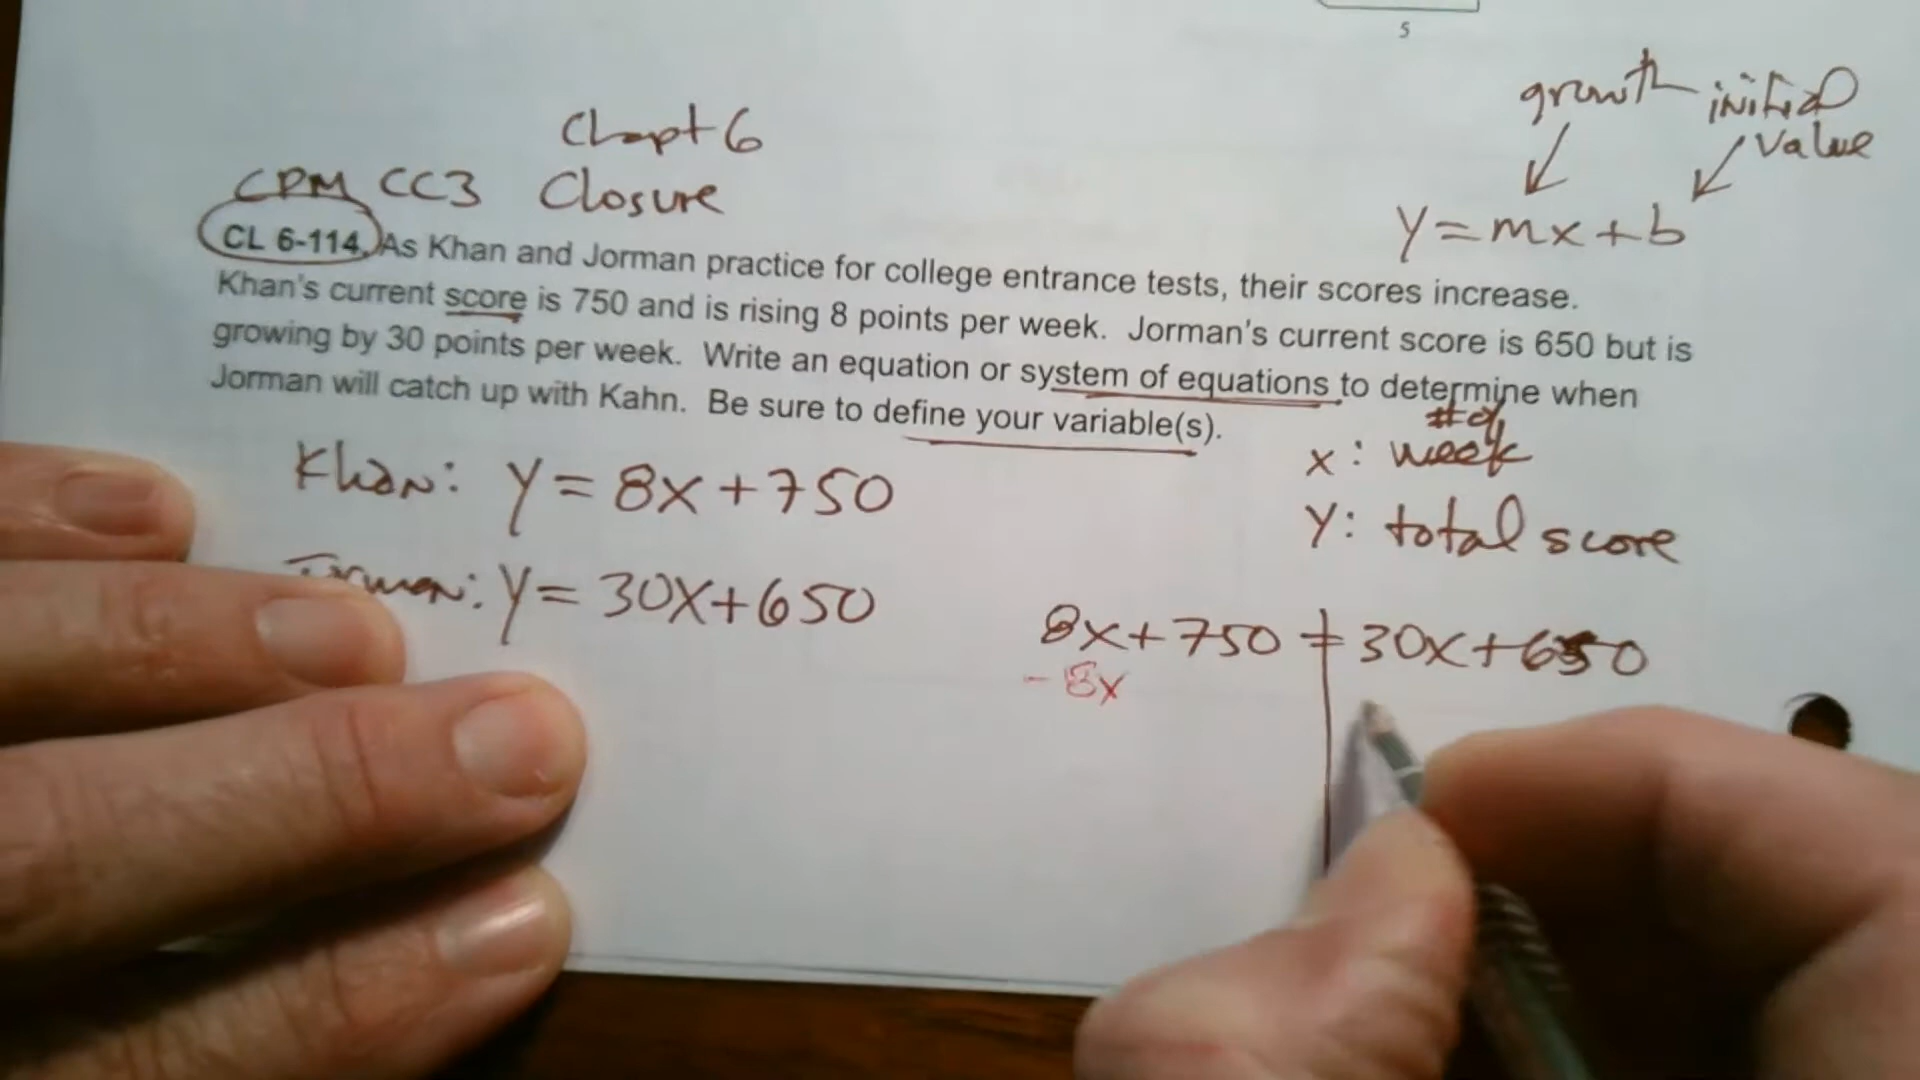 5
growth initial
value
y=mx+b
Chapt 6
CPM CC3 Closure
CL 6-114. As Khan and Jorman practice for college entrance tests, their scores increase.
Khan's current score is 750 and is rising 8 points per week. Jorman's current score is 650 but is
growing by 30 points per week. Write an equation or system of equations to determine when
Jorman will catch up with Kahn. Be sure to define your variable(s).
# of
x: week
Khan: y=8x+750
y: total score
y=30x+650
8x+750=30x+650
-8x